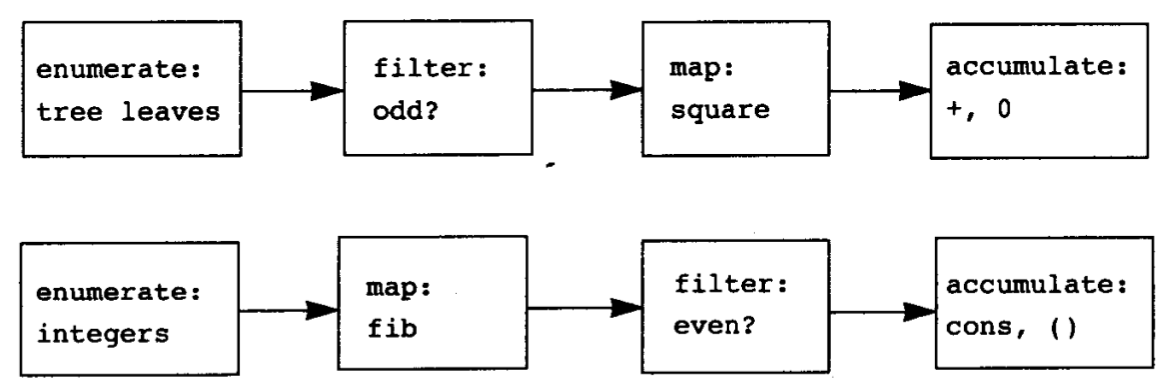 enumerate:
tree leaves
filter:
odd?
map:
square
accumulate:
+, 0
enumerate:
integers
map:
fib
filter:
even?
accumulate:
cons, ()